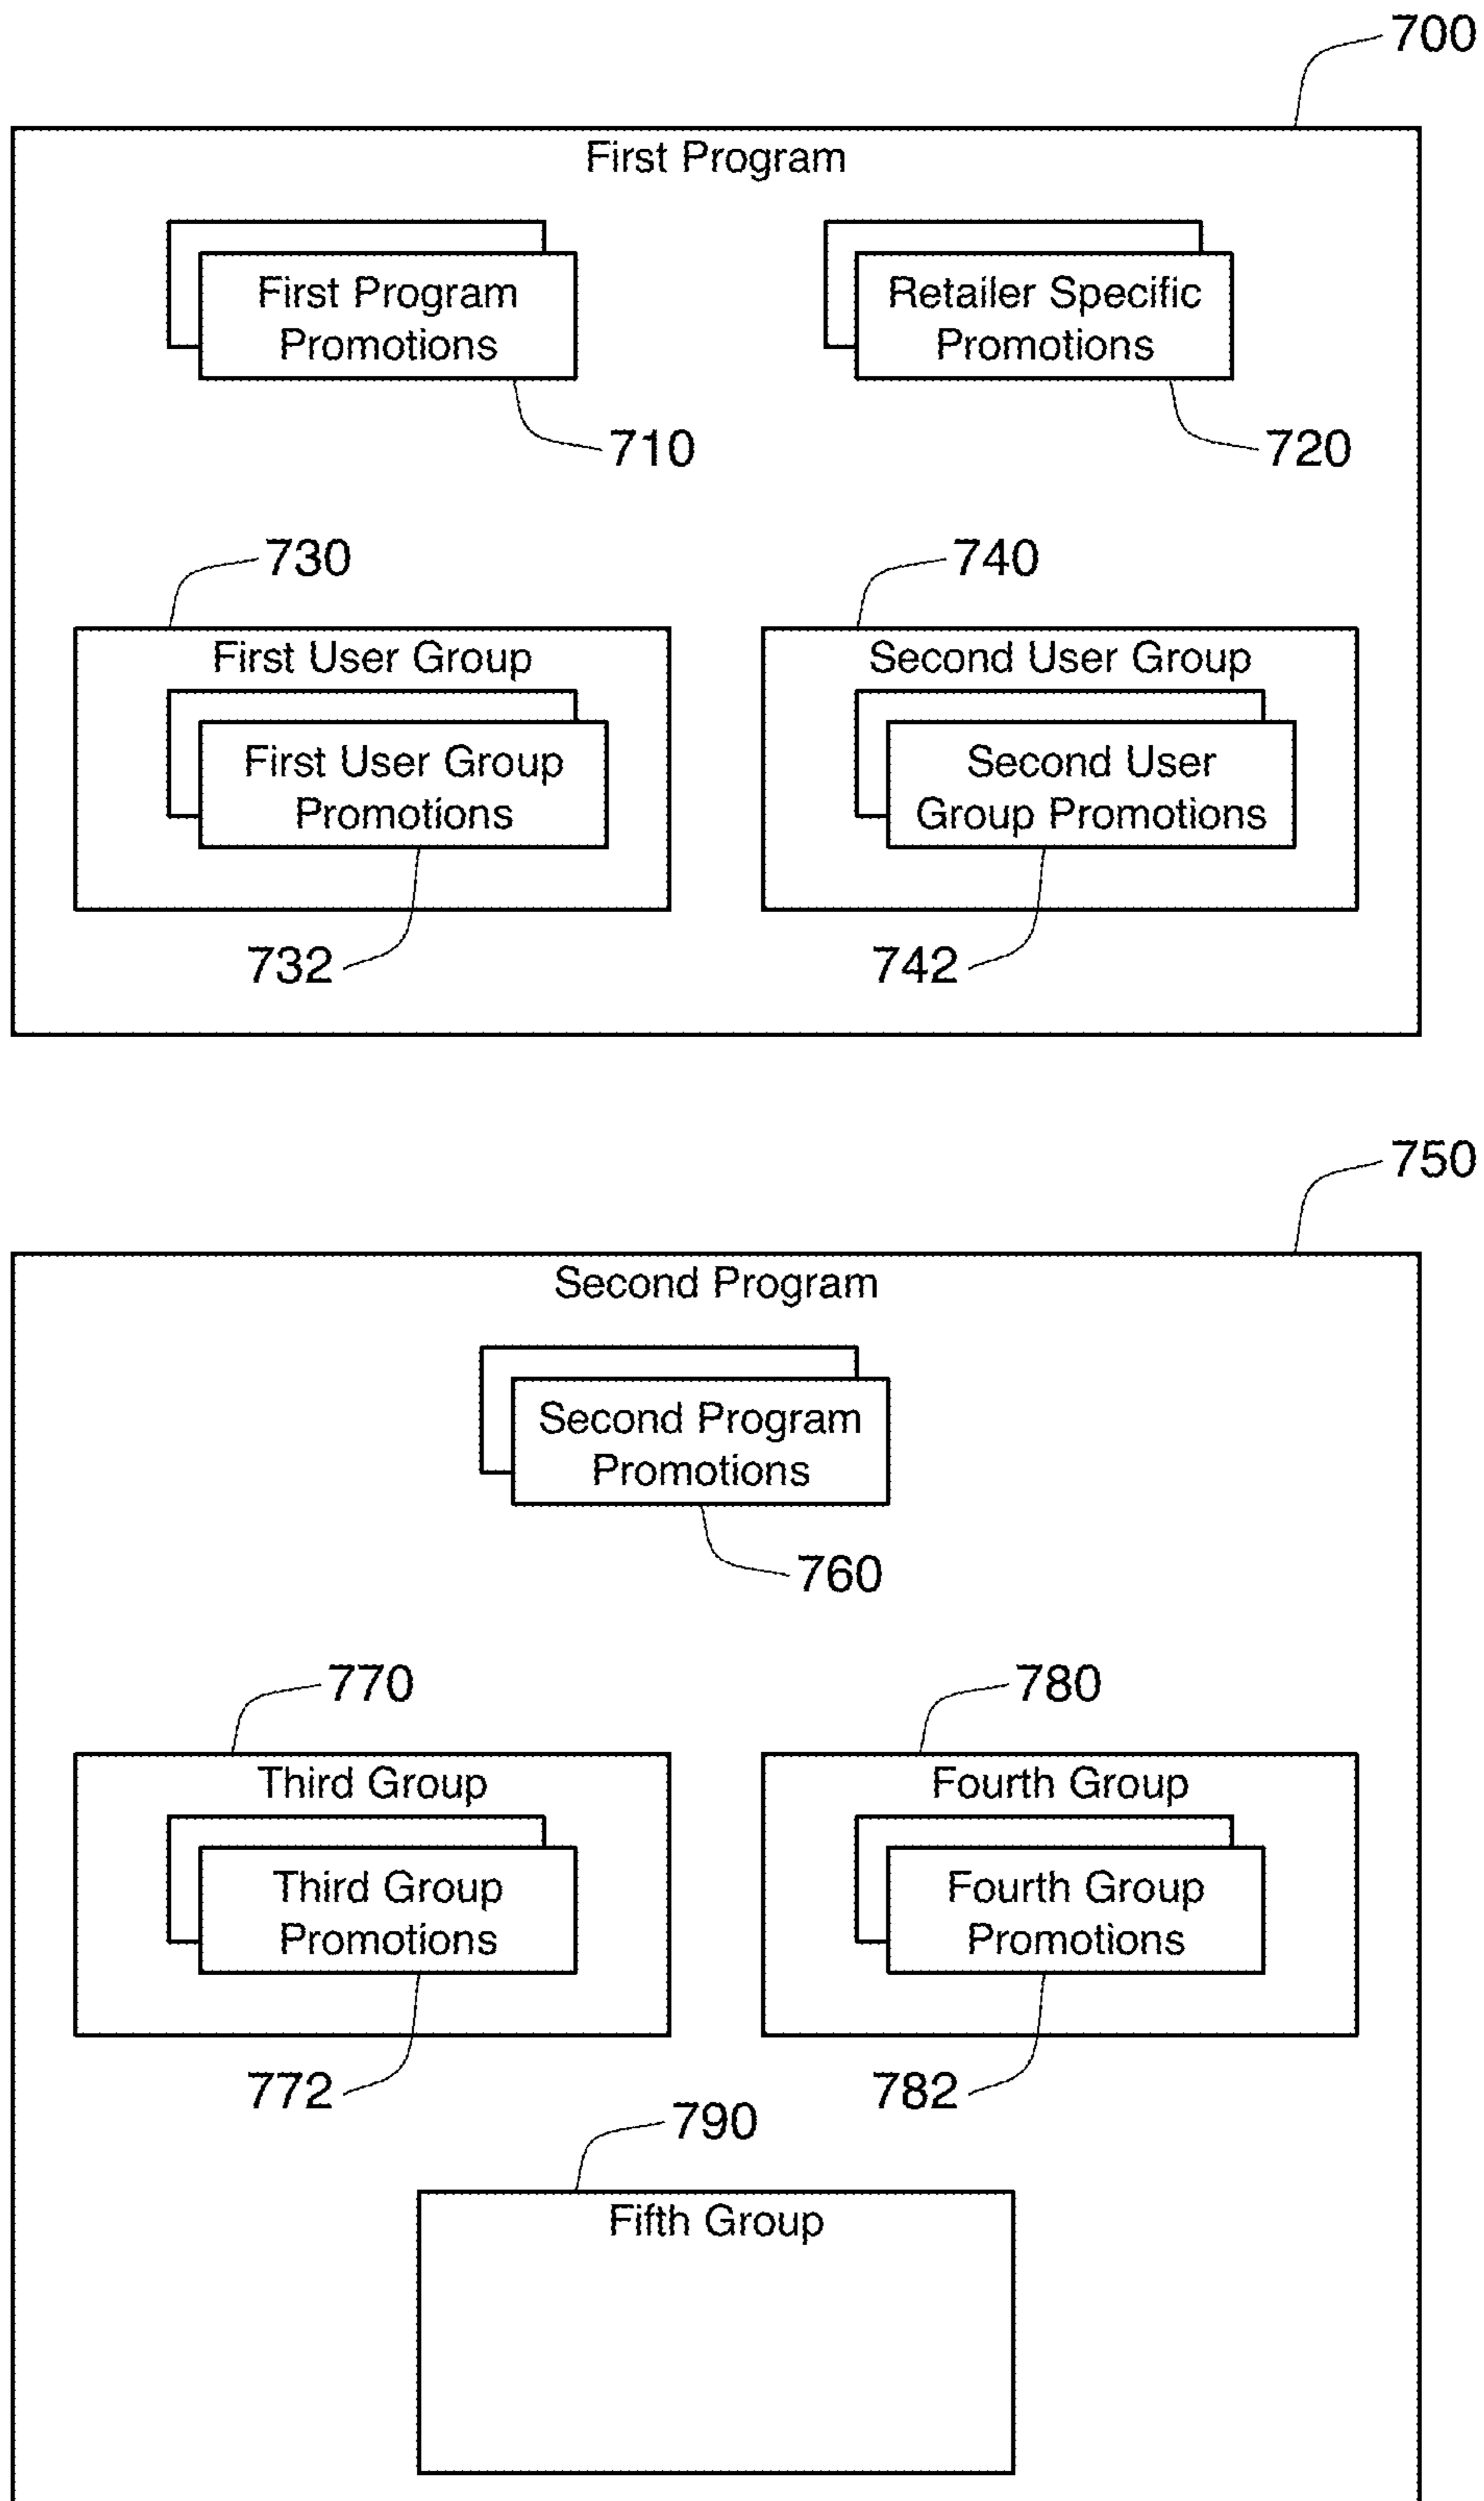 700
First Program
First Program
Promotions
Retailer Specific
Promotions
710
720
730
740
First User Group
Second User Group
First User Group
Promotions
Second User
Group Promotions
732
742
750
Second Program
Second Program
Promotions
760
770
780
Third Group
Fourth Group
Third Group
Promotions
Fourth Group
Promotions
772
782
790
Fifth Group